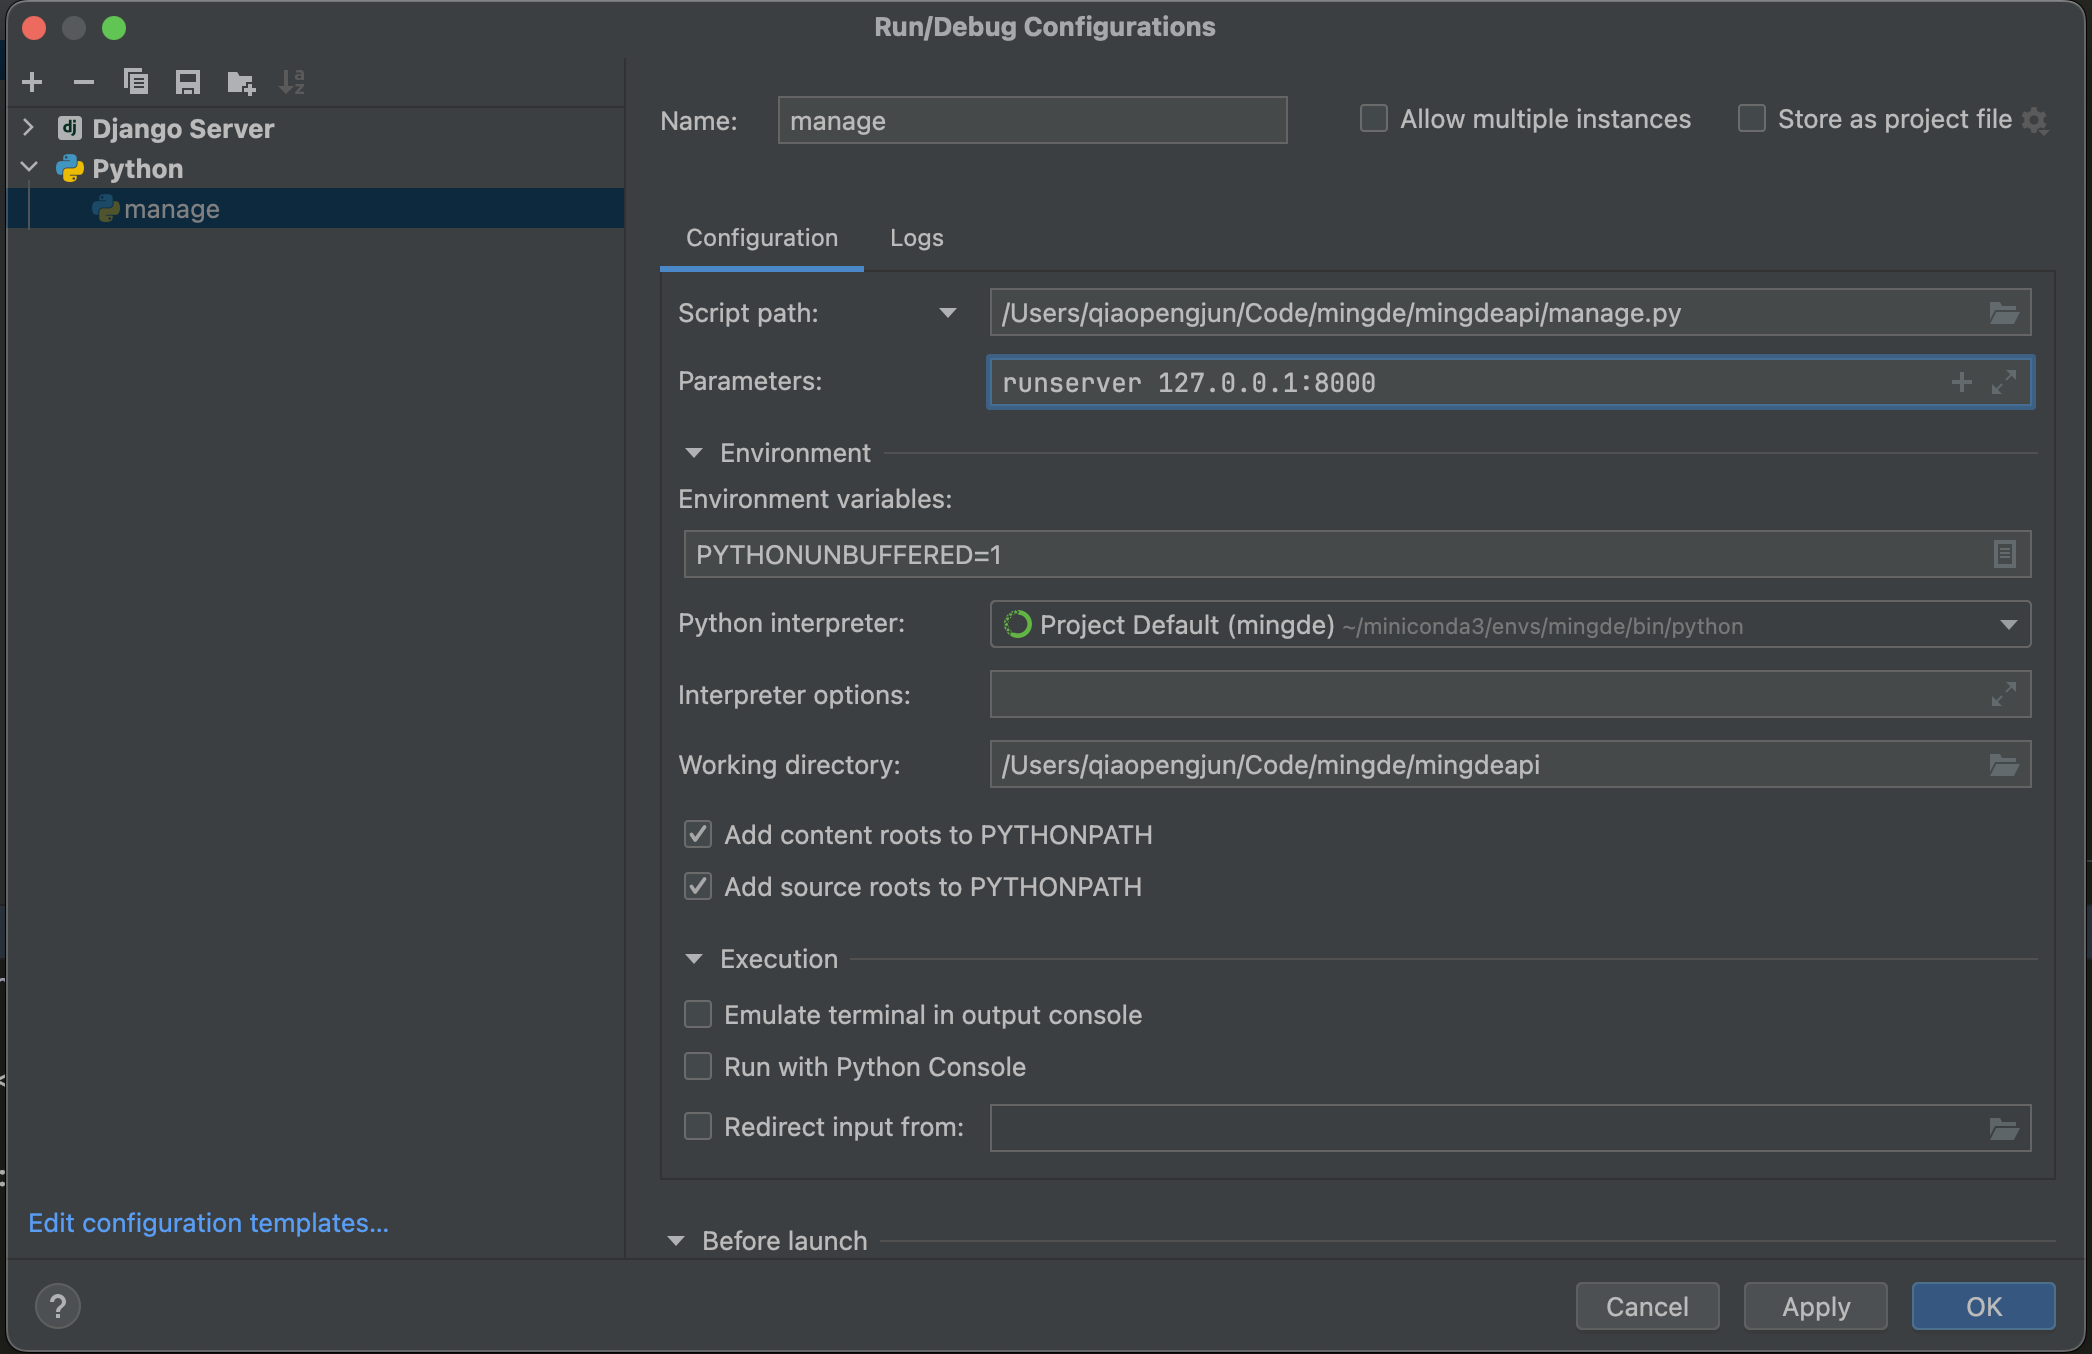 Run/Debug Configurations
Django Server
Python
manage
Edit configuration templates...
Name: manage
Allow multiple instances
Store as project file
Configuration Logs
Script path: /Users/qiaopengjun/Code/mingde/mingdeapi/manage.py
Parameters: runserver 127.0.0.1:8000
Environment
Environment variables:
PYTHONUNBUFFERED=1
Python interpreter: Project Default (mingde) ~/miniconda3/envs/mingde/bin/python
Interpreter options:
Working directory: /Users/qiaopengjun/Code/mingde/mingdeapi
Add content roots to PYTHONPATH
Add source roots to PYTHONPATH
Execution
Emulate terminal in output console
Run with Python Console
Redirect input from:
Before launch
? Cancel Apply OK